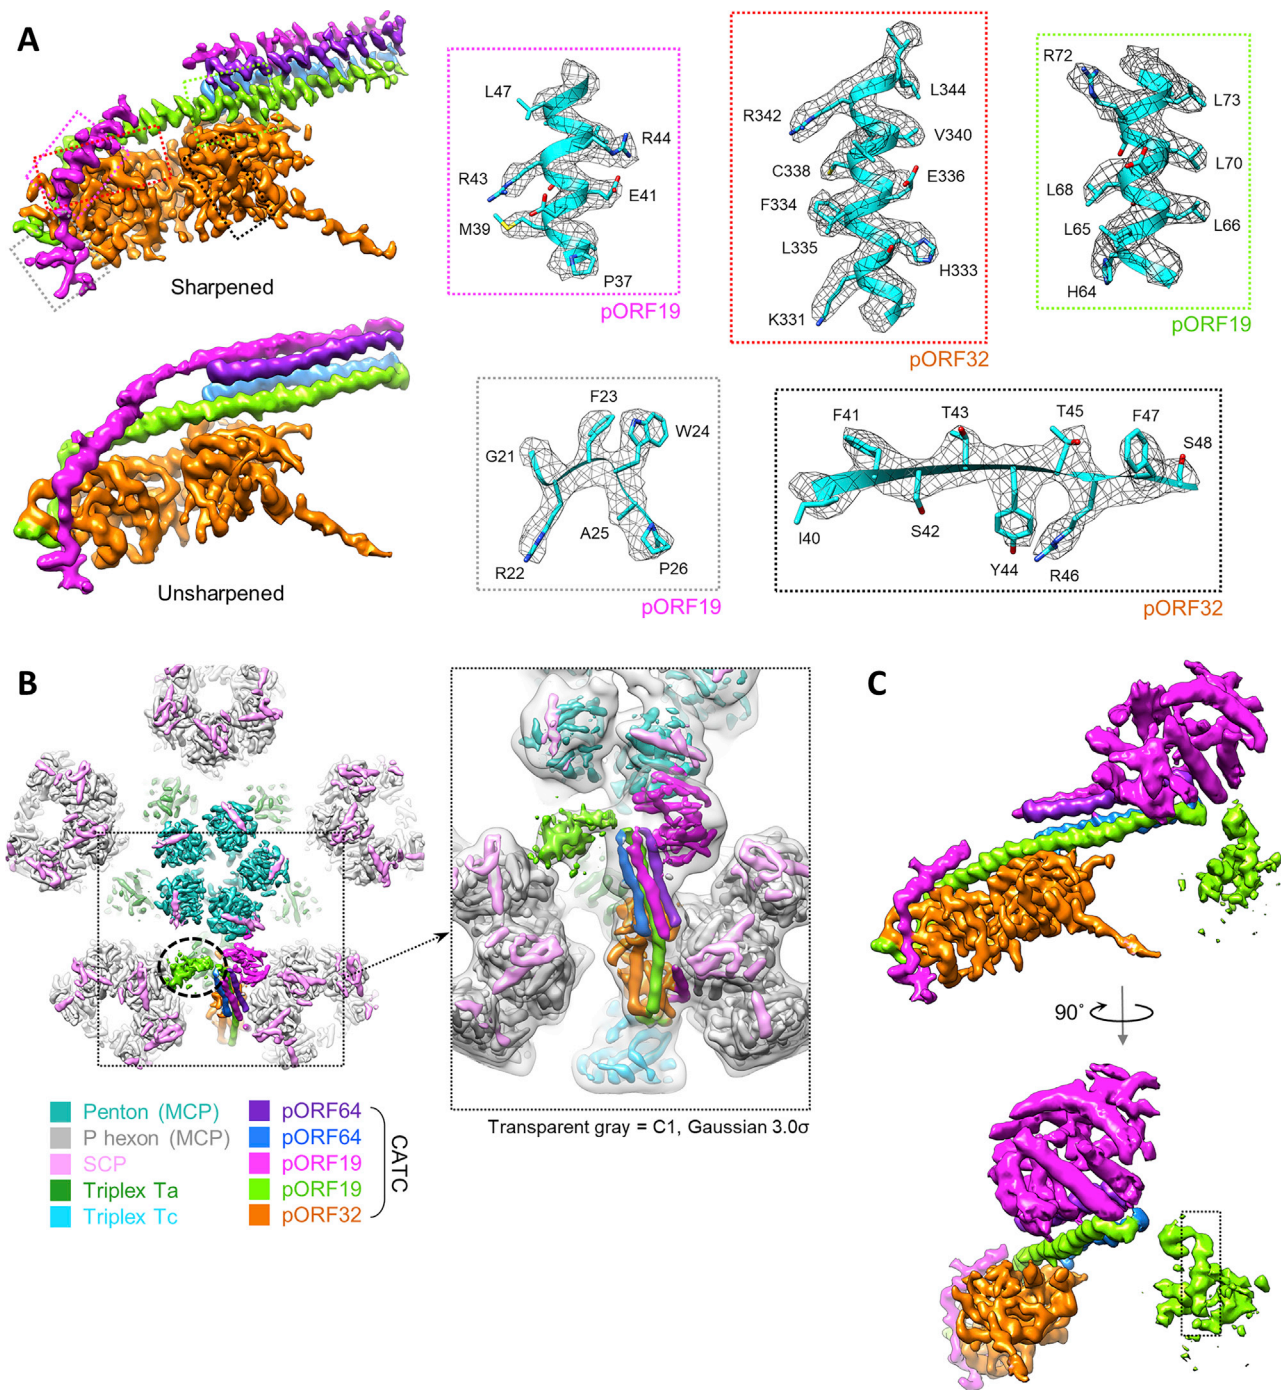 A
Sharpened
Unsharpened
L47
R44
R43
E41
M39
P37
pORF19
L344
R342
V340
C338
E336
F334
L335
H333
K331
pORF32
R72
L73
L70
L68
L65
L66
H64
pORF19
F23
W24
G21
A25
R22
P26
pORF19
F41
T43
T45
F47
S48
I40
S42
Y44
R46
pORF32
B
Transparent gray = C1, Gaussian 3.0σ
Penton (MCP)
P hexon (MCP)
SCP
Triplex Ta
Triplex Tc
pORF64
pORF64
pORF19
pORF19
pORF32
CATC
C
90°